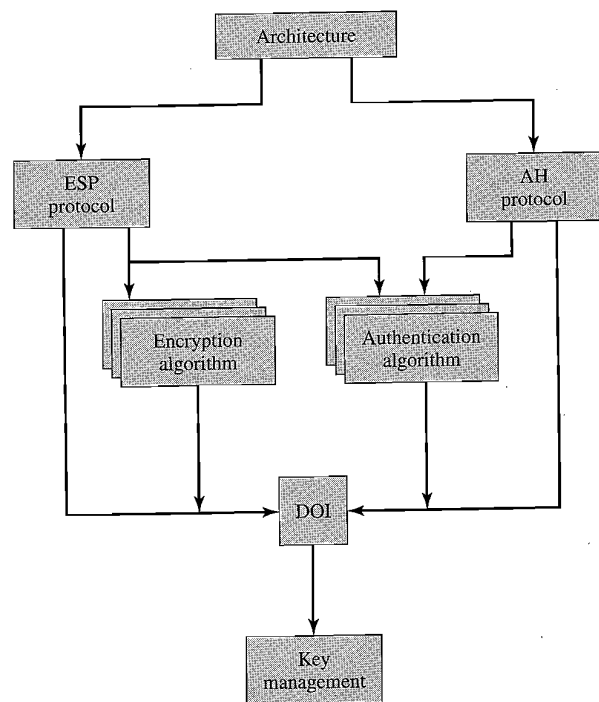 Architecture
ESP
protocol
AH
protocol
Encryption
algorithm
Authentication
algorithm
DOI
Key
management